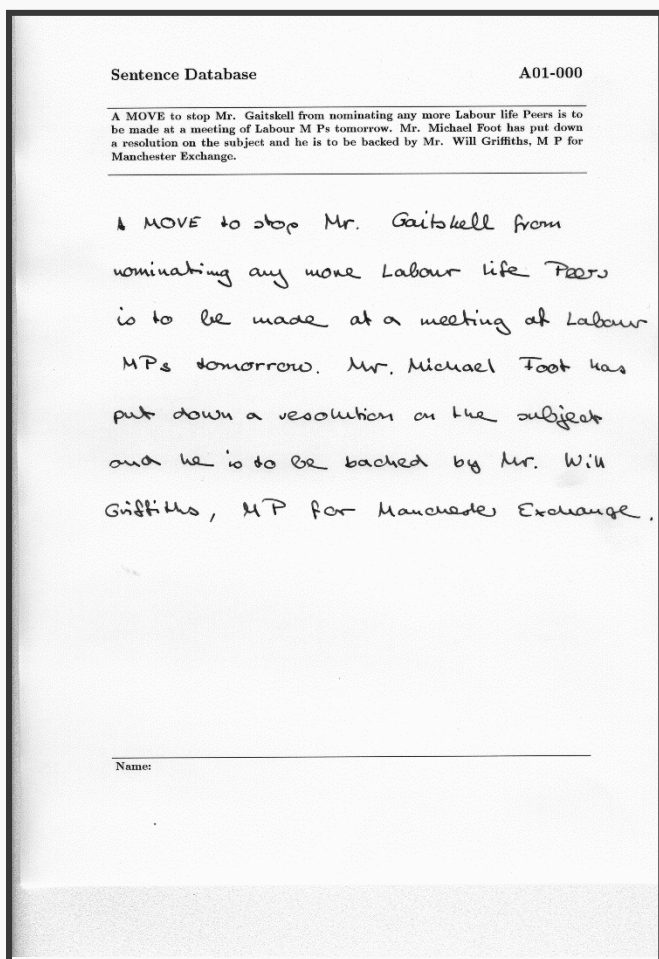 Sentence Database A01-000
A MOVE to stop Mr. Gaitskell from nominating any more Labour life Peers is to
be made at a meeting of Labour M Ps tomorrow. Mr. Michael Foot has put down
a resolution on the subject and he is to be backed by Mr. Will Griffiths, M P for
Manchester Exchange.
A MOVE to stop Mr. Gaitskell from
nominating any more Labour life Peers
is to be made at a meeting of Labour
MPs tomorrow. Mr. Michael Foot has
put down a resolution on the subject
and he is to be backed by Mr. Will
Griffiths, MP for Manchester Exchange.
Name: